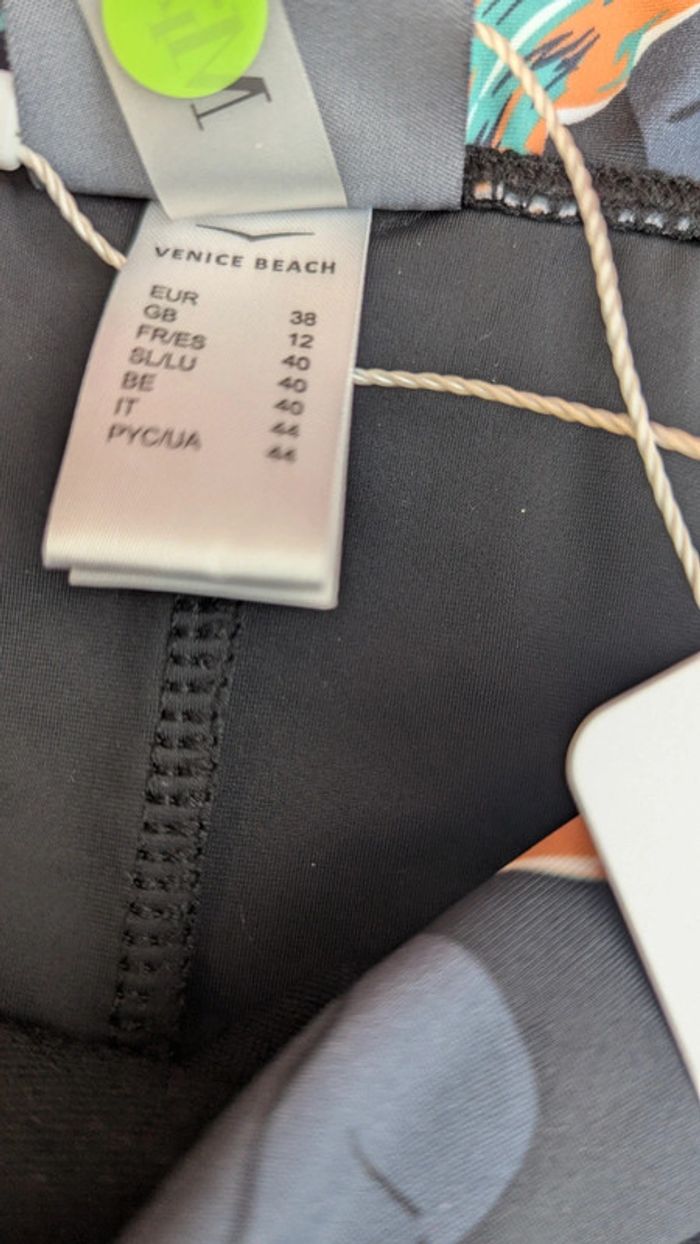 M
VENICE BEACH
EUR 38
GB 12
FR/ES 40
SL/LU 40
BE 40
IT 44
РУС/UA 44